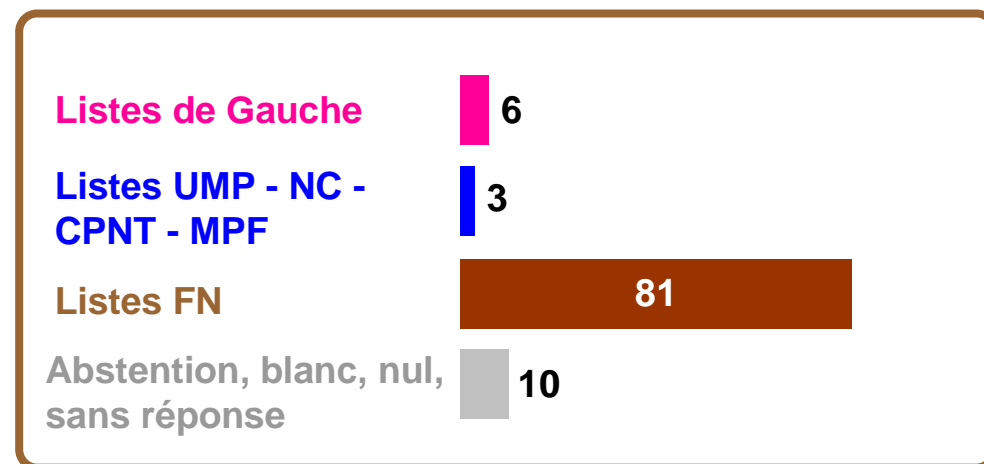 Listes de Gauche
6
Listes UMP - NC -
CPNT - MPF
3
Listes FN
81
Abstention, blanc, nul,
sans réponse
10